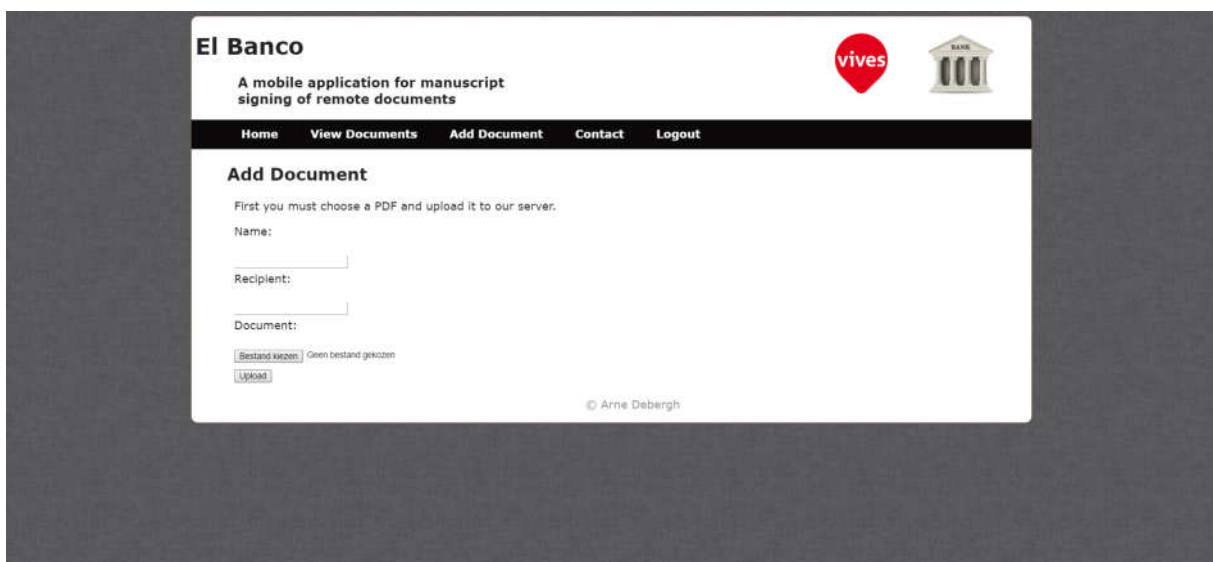 El Banco
A mobile application for manuscript
signing of remote documents
vives
BANK
Home View Documents Add Document Contact Logout
Add Document
First you must choose a PDF and upload it to our server.
Name:
Recipient:
Document:
Bestand kiezen Geen bestand gekozen
Upload
© Arne Debergh